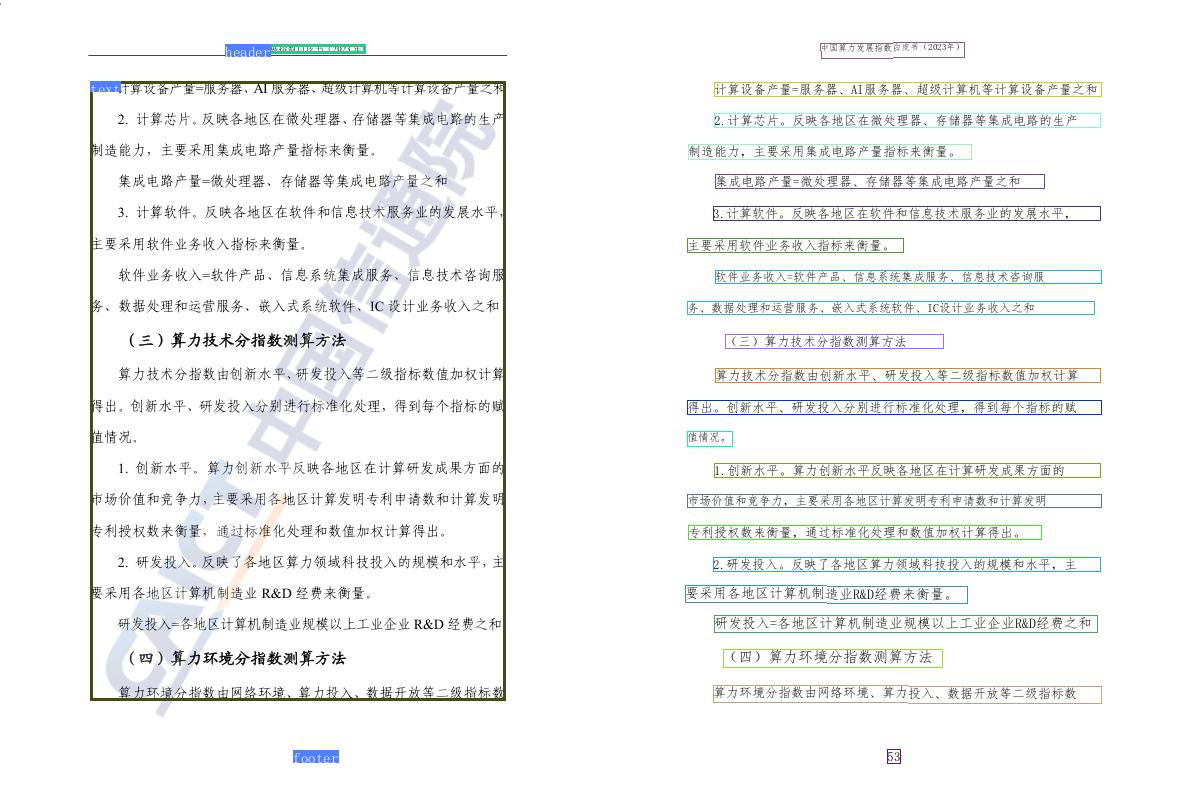 header
text计算设备产量=服务器、AI服务器、超级计算机等计算设备产量之和
2. 计算芯片。反映各地区在微处理器、存储器等集成电路的生产
制造能力，主要采用集成电路产量指标来衡量。
集成电路产量=微处理器、存储器等集成电路产量之和
3. 计算软件。反映各地区在软件和信息技术服务业的发展水平，
主要采用软件业务收入指标来衡量。
软件业务收入=软件产品、信息系统集成服务、信息技术咨询服
务、数据处理和运营服务、嵌入式系统软件、IC 设计业务收入之和
（三）算力技术分指数测算方法
算力技术分指数由创新水平、研发投入等二级指标数值加权计算
得出。创新水平、研发投入分别进行标准化处理，得到每个指标的赋
值情况。
1. 创新水平。算力创新水平反映各地区在计算研发成果方面的
市场价值和竞争力，主要采用各地区计算发明专利申请数和计算发明
专利授权数来衡量，通过标准化处理和数值加权计算得出。
2. 研发投入。反映了各地区算力领域科技投入的规模和水平，主
要采用各地区计算机制造业 R&D 经费来衡量。
研发投入=各地区计算机制造业规模以上工业企业 R&D 经费之和
（四）算力环境分指数测算方法
算力环境分指数由网络环境、算力投入、数据开放等二级指标数
CAICT 中国信通院
footer
中国算力发展指数白皮书（2023年）
计算设备产量=服务器、AI服务器、超级计算机等计算设备产量之和
2.计算芯片。反映各地区在微处理器、存储器等集成电路的生产
制造能力，主要采用集成电路产量指标来衡量。
集成电路产量=微处理器、存储器等集成电路产量之和
3.计算软件。反映各地区在软件和信息技术服务业的发展水平，
主要采用软件业务收入指标来衡量。
软件业务收入=软件产品、信息系统集成服务、信息技术咨询服
务、数据处理和运营服务、嵌入式系统软件、IC设计业务收入之和
（三）算力技术分指数测算方法
算力技术分指数由创新水平、研发投入等二级指标数值加权计算
得出。创新水平、研发投入分别进行标准化处理，得到每个指标的赋
值情况。
1.创新水平。算力创新水平反映各地区在计算研发成果方面的
市场价值和竞争力，主要采用各地区计算发明专利申请数和计算发明
专利授权数来衡量，通过标准化处理和数值加权计算得出。
2.研发投入。反映了各地区算力领域科技投入的规模和水平，主
要采用各地区计算机制造业R&D经费来衡量。
研发投入=各地区计算机制造业规模以上工业企业R&D经费之和
（四）算力环境分指数测算方法
算力环境分指数由网络环境、算力投入、数据开放等二级指标数
53